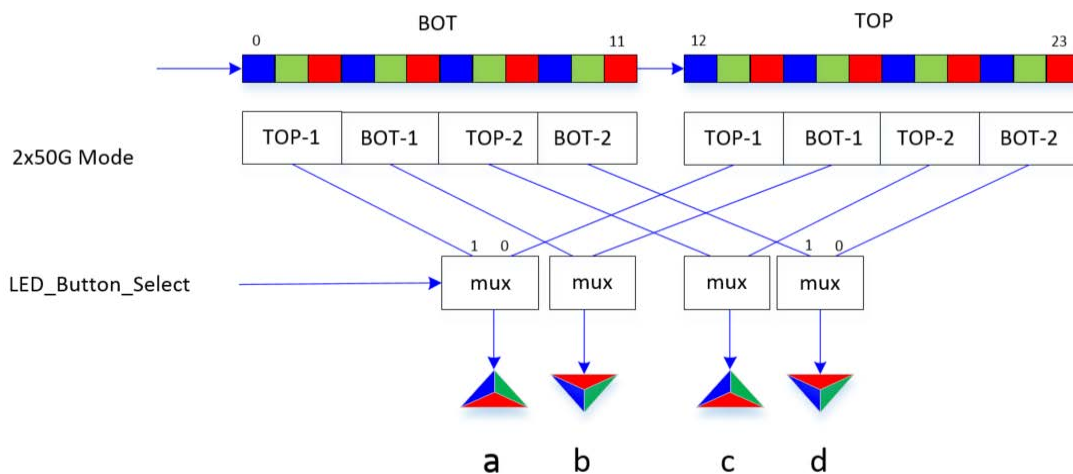 BOT TOP
0 11 12 23
TOP-1 BOT-1 TOP-2 BOT-2 TOP-1 BOT-1 TOP-2 BOT-2
2x50G Mode
1 0 1 0
LED_Button_Select mux mux mux mux
a b c d